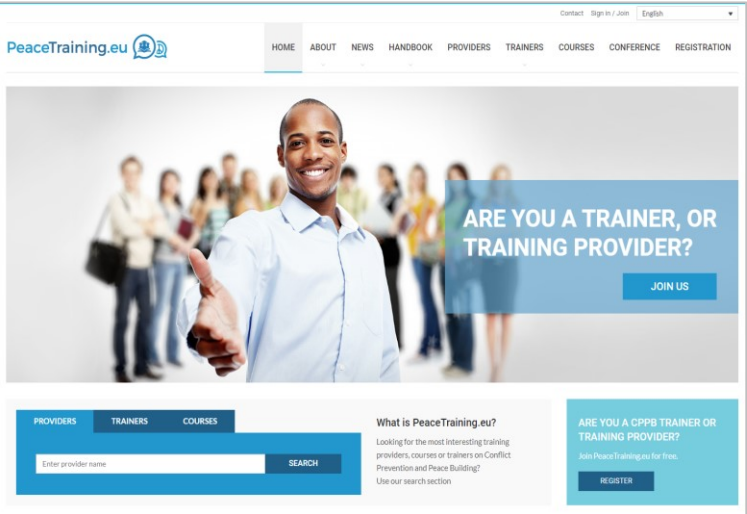 Contact Sign in / Join English
PeaceTraining.eu
HOME ABOUT NEWS HANDBOOK PROVIDERS TRAINERS COURSES CONFERENCE REGISTRATION
ARE YOU A TRAINER, OR
TRAINING PROVIDER?
JOIN US
PROVIDERS TRAINERS COURSES
Enter provider name SEARCH
What is PeaceTraining.eu?
Looking for the most interesting training
providers, courses or trainers on Conflict
Prevention and Peace Building?
Use our search section
ARE YOU A CPPB TRAINER OR
TRAINING PROVIDER?
Join PeaceTraining.eu for free.
REGISTER